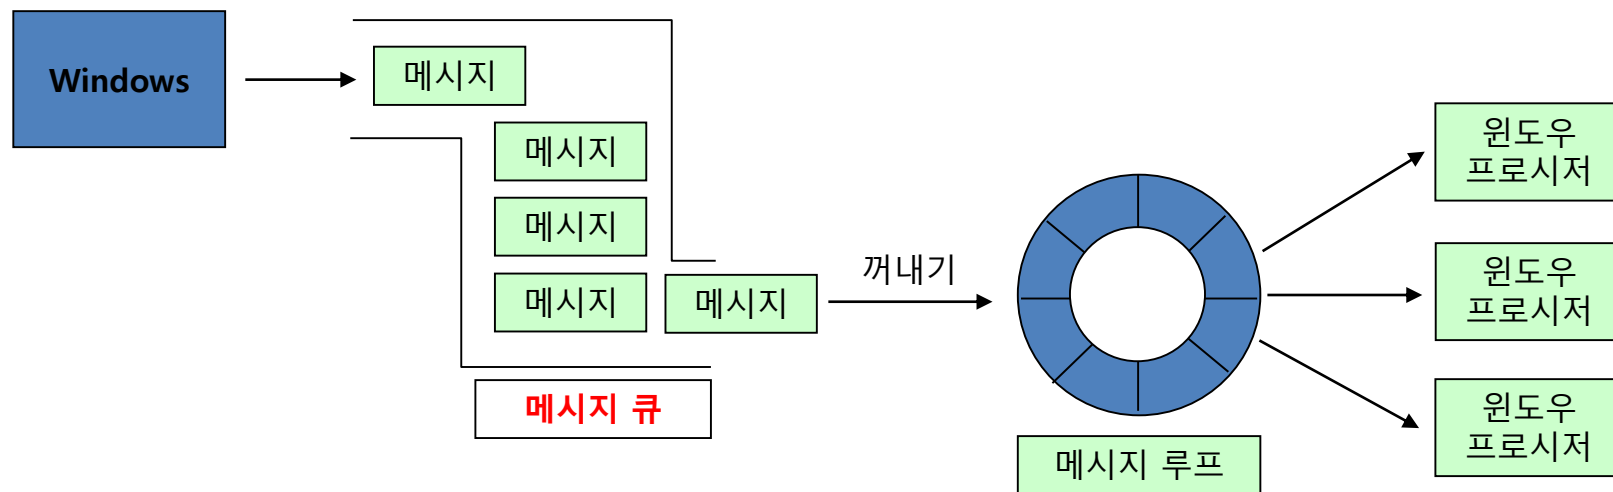 Windows
메시지
메시지
메시지
메시지
메시지
꺼내기
메시지 큐
메시지 루프
윈도우
프로시저
윈도우
프로시저
윈도우
프로시저